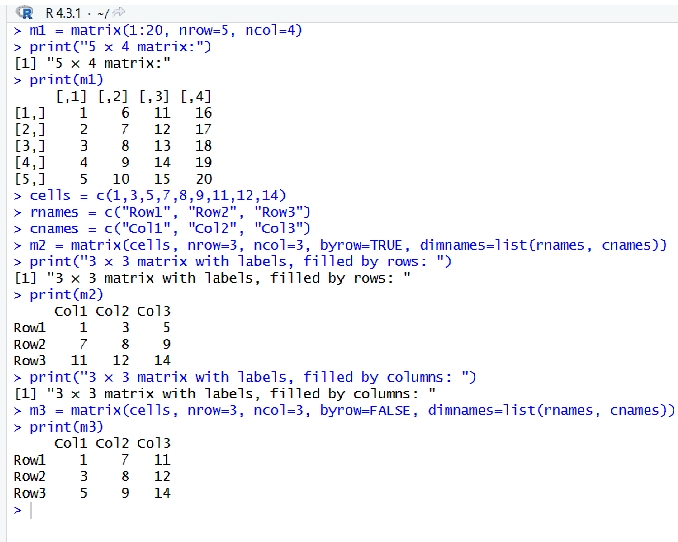 R R 4.3.1 · ~/
> m1 = matrix(1:20, nrow=5, ncol=4)
> print("5 × 4 matrix:")
[1] "5 × 4 matrix:"
> print(m1)
     [,1] [,2] [,3] [,4]
[1,]    1    6   11   16
[2,]    2    7   12   17
[3,]    3    8   13   18
[4,]    4    9   14   19
[5,]    5   10   15   20
> cells = c(1,3,5,7,8,9,11,12,14)
> rnames = c("Row1", "Row2", "Row3")
> cnames = c("Col1", "Col2", "Col3")
> m2 = matrix(cells, nrow=3, ncol=3, byrow=TRUE, dimnames=list(rnames, cnames))
> print("3 × 3 matrix with labels, filled by rows: ")
[1] "3 × 3 matrix with labels, filled by rows: "
> print(m2)
     Col1 Col2 Col3
Row1    1    3    5
Row2    7    8    9
Row3   11   12   14
> print("3 × 3 matrix with labels, filled by columns: ")
[1] "3 × 3 matrix with labels, filled by columns: "
> m3 = matrix(cells, nrow=3, ncol=3, byrow=FALSE, dimnames=list(rnames, cnames))
> print(m3)
     Col1 Col2 Col3
Row1    1    7   11
Row2    3    8   12
Row3    5    9   14
>